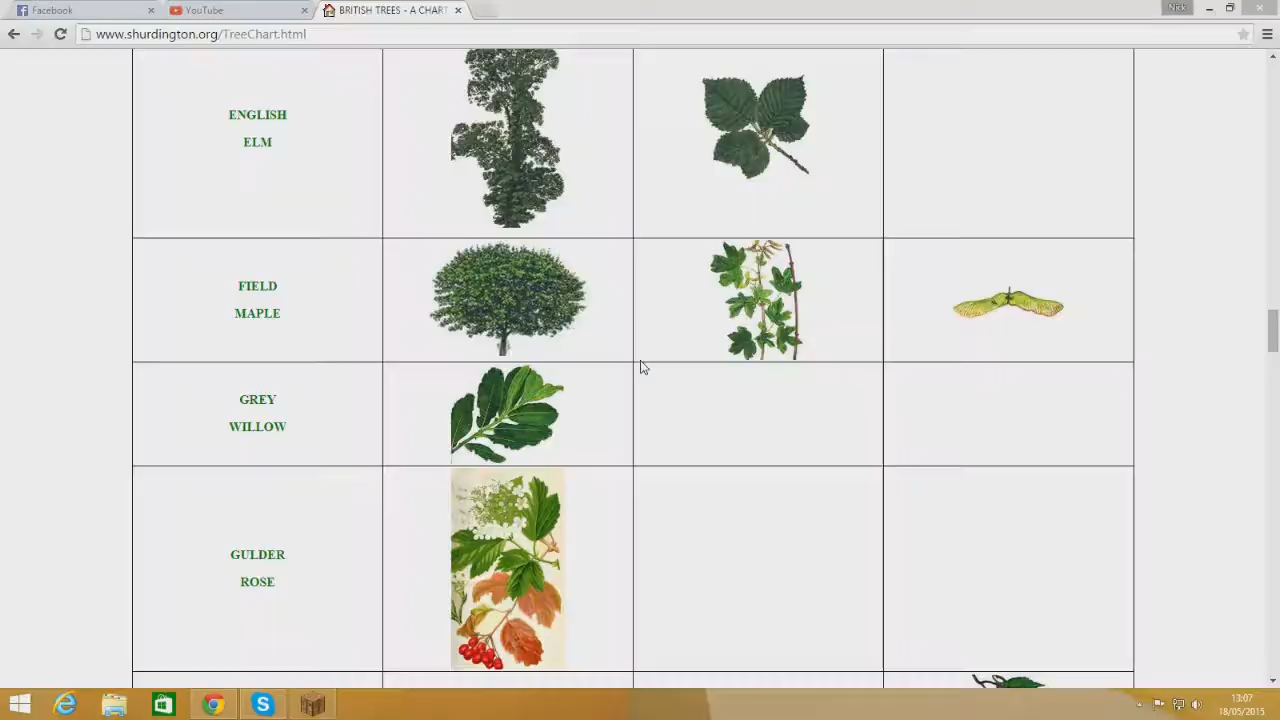 Facebook
YouTube
BRITISH TREES - A CHART
Nick
www.shurdington.org/TreeChart.html
ENGLISH
ELM
FIELD
MAPLE
GREY
WILLOW
GULDER
ROSE
13:07
18/05/2015